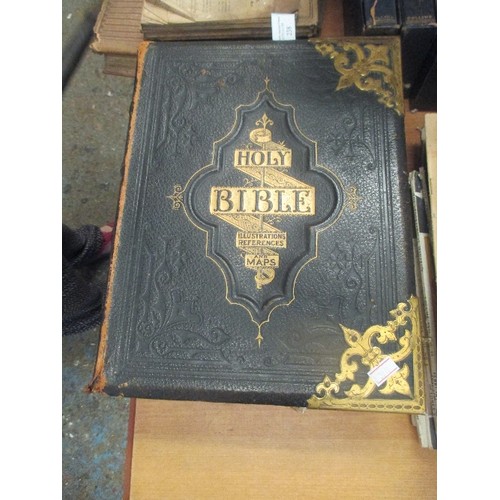 HOLY
BIBLE
ILLUSTRATIONS
REFERENCES
AND
MAPS